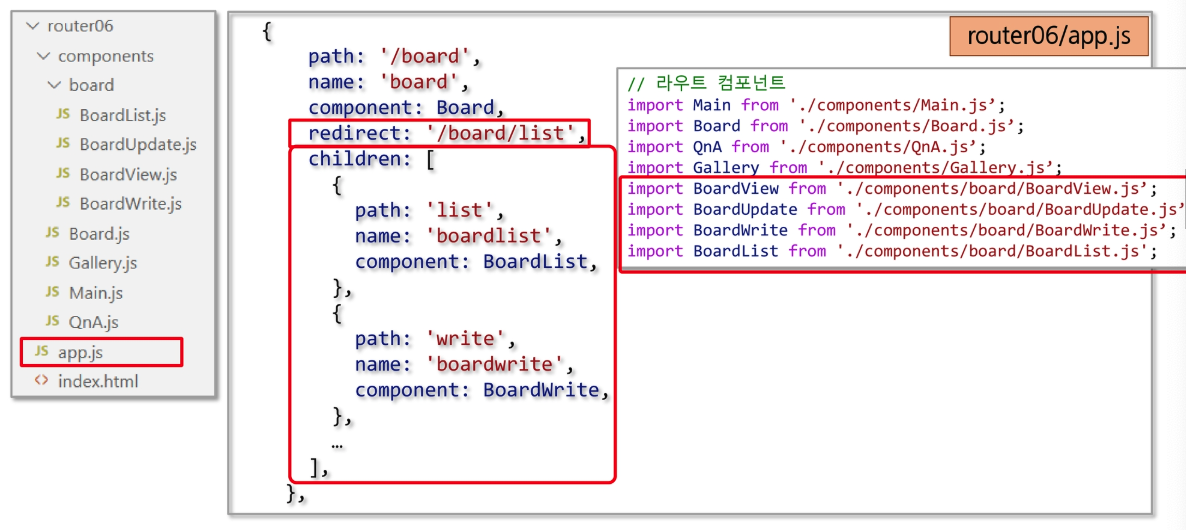 router06
components
board
JS BoardList.js
JS BoardUpdate.js
JS BoardView.js
JS BoardWrite.js
JS Board.js
JS Gallery.js
JS Main.js
JS QnA.js
JS app.js
<> index.html
router06/app.js
{
path: '/board',
name: 'board',
component: Board,
redirect: '/board/list',
children: [
{
path: 'list',
name: 'boardlist',
component: BoardList,
},
{
path: 'write',
name: 'boardwrite',
component: BoardWrite,
},
…
],
},
// 라우트 컴포넌트
import Main from './components/Main.js’;
import Board from './components/Board.js’;
import QnA from './components/QnA.js’;
import Gallery from './components/Gallery.js’;
import BoardView from './components/board/BoardView.js’;
import BoardUpdate from './components/board/BoardUpdate.js’
import BoardWrite from './components/board/BoardWrite.js’;
import BoardList from './components/board/BoardList.js';